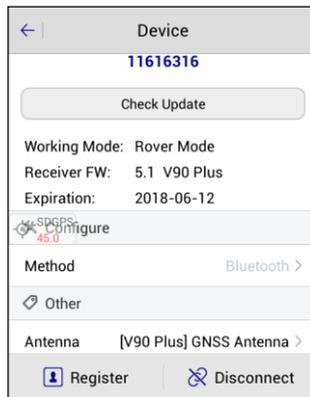 Device
11616316
Check Update
Working Mode: Rover Mode
Receiver FW: 5.1 V90 Plus
Expiration: 2018-06-12
SDGPS
Configure
45.0
Method Bluetooth >
Other
Antenna [V90 Plus] GNSS Antenna >
Register Disconnect